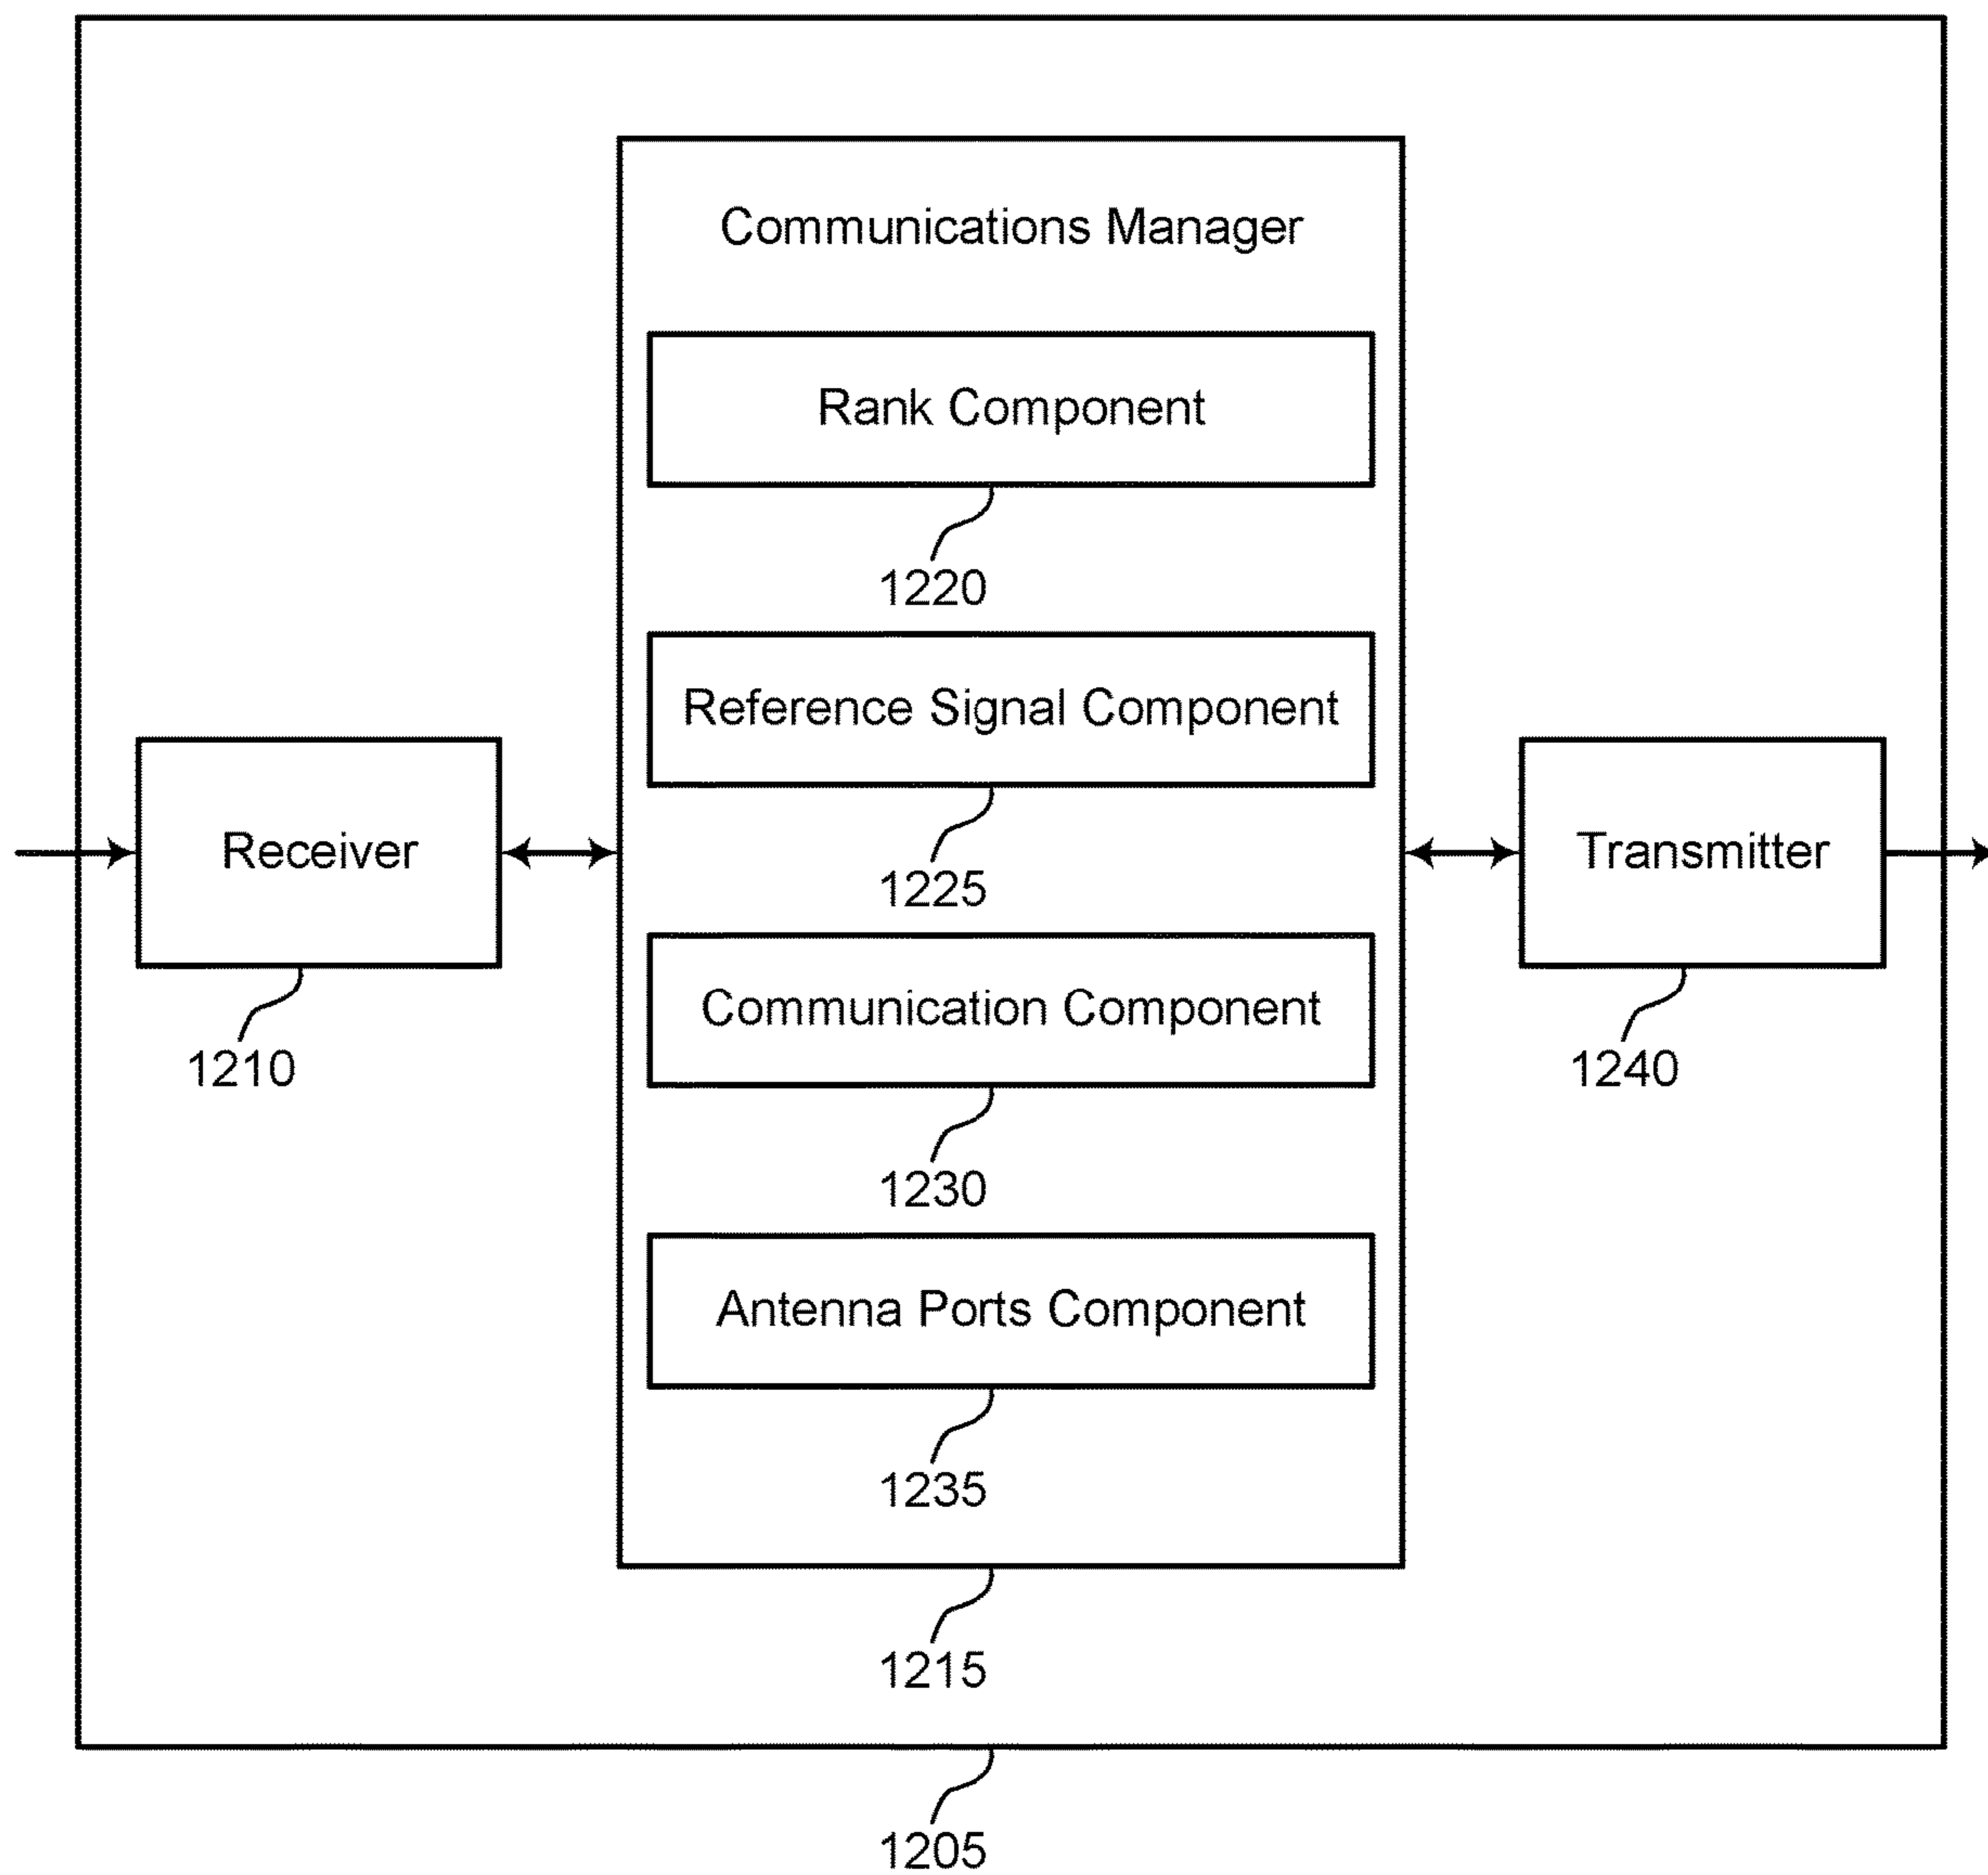 Communications Manager
Rank Component
1220
Reference Signal Component
1225
Receiver
1210
Communication Component
1230
Transmitter
1240
Antenna Ports Component
1235
1215
1205